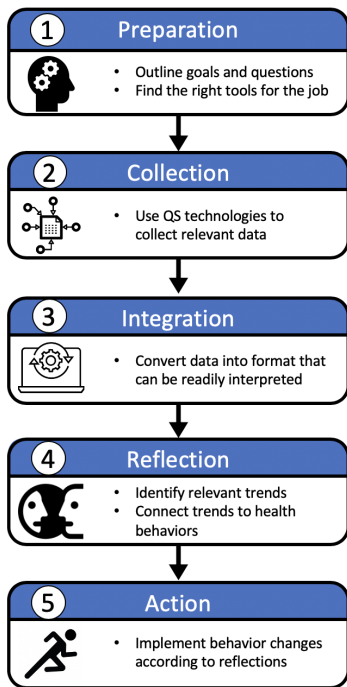 1 Preparation
• Outline goals and questions
• Find the right tools for the job
2 Collection
• Use QS technologies to
collect relevant data
3 Integration
• Convert data into format that
can be readily interpreted
4 Reflection
• Identify relevant trends
• Connect trends to health
behaviors
5 Action
• Implement behavior changes
according to reflections